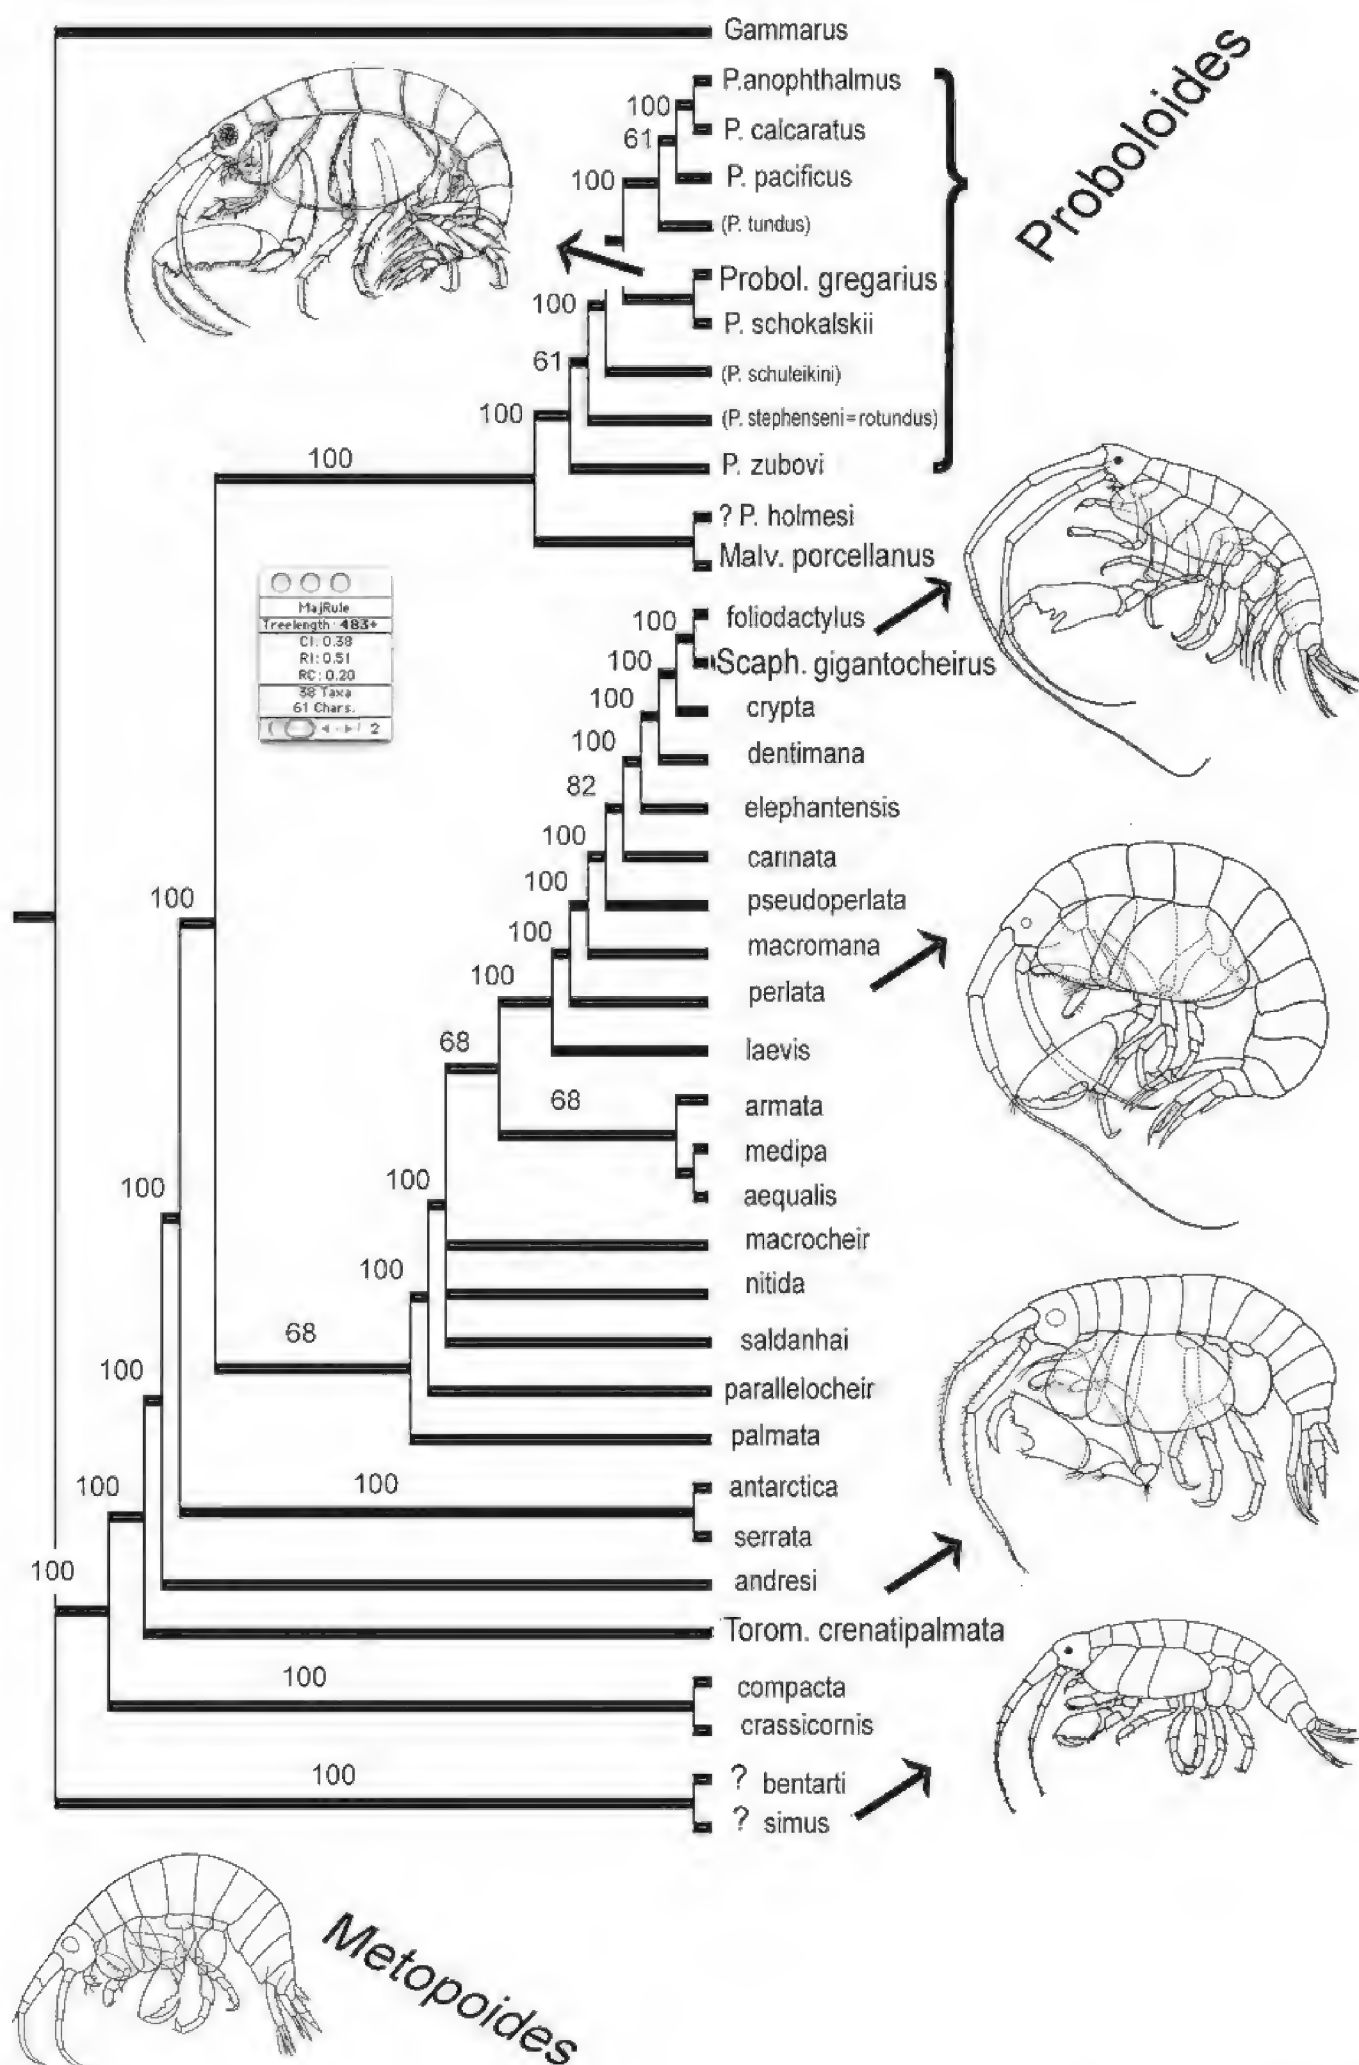 Gammarus
P.anophthalmus
100
P. calcaratus
61
P. pacificus
100
(P. tundus)
Proboloides
Probol. gregarius
100
P. schokalskii
61
(P. schuleikini)
100
(P. stephenseni=rotundus)
100
P. zubovi
? P. holmesi
Malv. porcellanus
MajRule
Treelength: 483+
CI: 0.38
RI: 0.51
RC: 0.20
38 Taxa
61 Chars.
2
100
foliodactylus
100
Scaph. gigantocheirus
100
crypta
100
dentimana
82
elephantensis
100
carinata
100
pseudoperlata
100
macromana
100
perlata
68
laevis
68
armata
medipa
100
aequalis
100
macrocheir
100
nitida
68
saldanhai
parallelocheir
palmata
100
100
100
100
100
antarctica
serrata
100
andresi
Torom. crenatipalmata
100
compacta
crassicornis
100
? bentarti
? simus
Metopoides